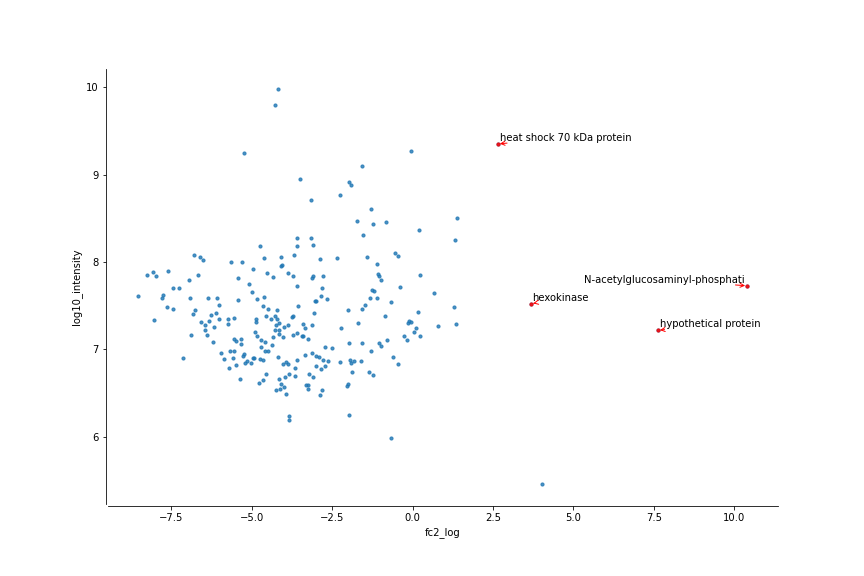 10
heat shock 70 kDa protein
9
8
N-acetylglucosaminyl-phosphati
hexokinase
hypothetical protein
7
6
log10_intensity
−7.5 −5.0 −2.5 0.0 2.5 5.0 7.5 10.0
fc2_log